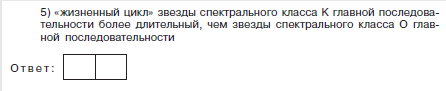 5) «жизненный цикл» звезды спектрального класса К главной последова-
тельности более длительный, чем звезды спектрального класса О глав-
ной последовательности
Ответ: